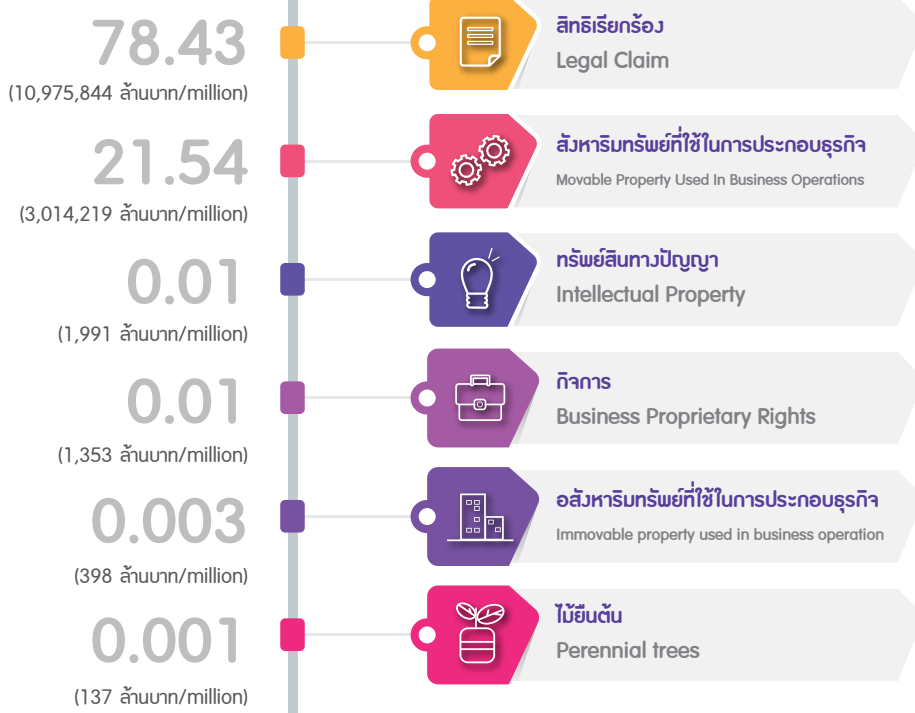 78.43
(10,975,844 ล้านบาท/million)
สิทธิเรียกร้อง
Legal Claim
21.54
(3,014,219 ล้านบาท/million)
สังหาริมทรัพย์ที่ใช้ในการประกอบธุรกิจ
Movable Property Used In Business Operations
0.01
(1,991 ล้านบาท/million)
ทรัพย์สินทางปัญญา
Intellectual Property
0.01
(1,353 ล้านบาท/million)
กิจการ
Business Proprietary Rights
0.003
(398 ล้านบาท/million)
อสังหาริมทรัพย์ที่ใช้ในการประกอบธุรกิจ
Immovable property used in business operation
0.001
(137 ล้านบาท/million)
ไม้ยืนต้น
Perennial trees